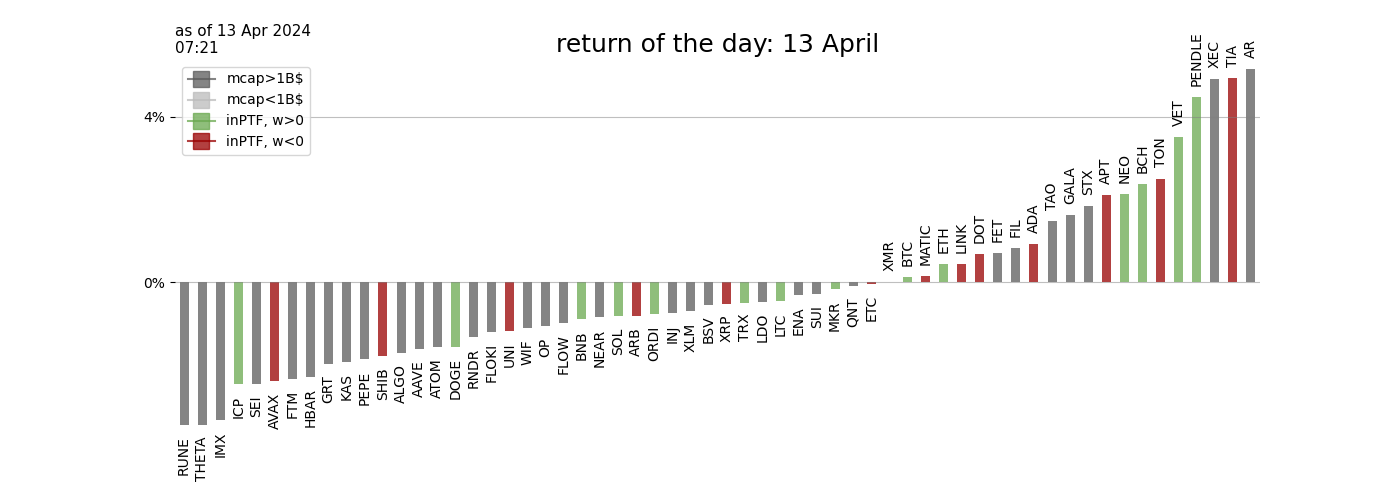 as of 13 Apr 2024
07:21
return of the day: 13 April
mcap>1B$
mcap<1B$
inPTF, w>0
inPTF, w<0
4%
0%
RUNE
THETA
IMX
ICP
SEI
AVAX
FTM
HBAR
GRT
KAS
PEPE
SHIB
ALGO
AAVE
ATOM
DOGE
RNDR
FLOKI
UNI
WIF
OP
FLOW
BNB
NEAR
SOL
ARB
ORDI
INJ
XLM
BSV
XRP
TRX
LDO
LTC
ENA
SUI
MKR
QNT
ETC
XMR
BTC
MATIC
ETH
LINK
DOT
FET
FIL
ADA
TAO
GALA
STX
APT
NEO
BCH
TON
VET
PENDLE
XEC
TIA
AR